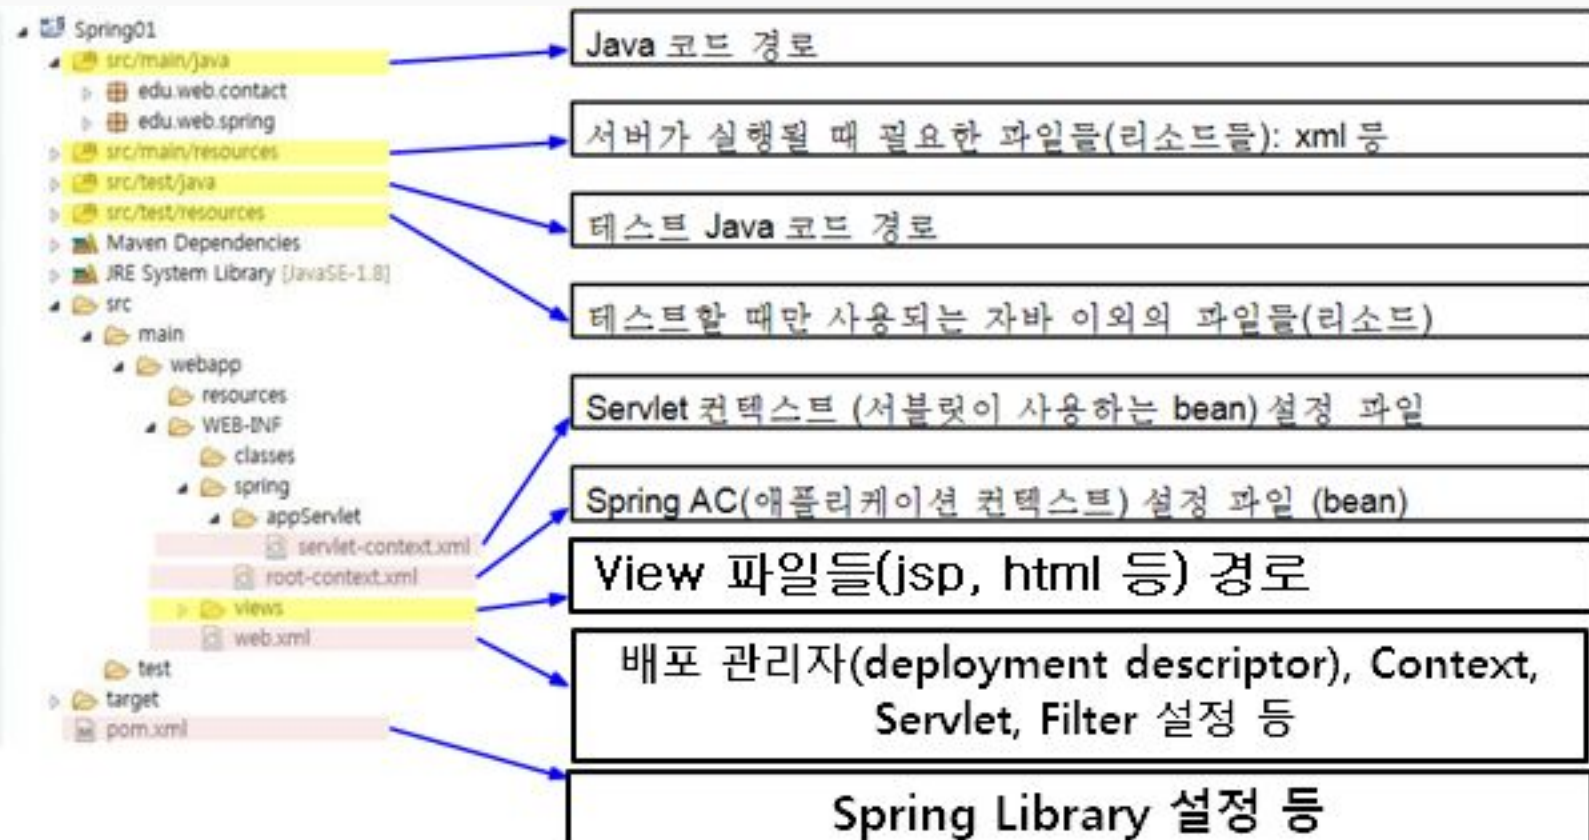 Spring01
src/main/java
edu.web.contact
edu.web.spring
src/main/resources
src/test/java
src/test/resources
Maven Dependencies
JRE System Library [JavaSE-1.8]
src
main
webapp
resources
WEB-INF
classes
spring
appServlet
servlet-context.xml
root-context.xml
views
web.xml
test
target
pom.xml
Java 코드 경로
서버가 실행될 때 필요한 파일들(리소드들): xml 등
테스트 Java 코드 경로
테스트할 때만 사용되는 자바 이외의 파일들(리소드)
Servlet 컨텍스트 (서블릿이 사용하는 bean) 설정 파일
Spring AC(애플리케이션 컨텍스트) 설정 파일 (bean)
View 파일들(jsp, html 등) 경로
배포 관리자(deployment descriptor), Context,
Servlet, Filter 설정 등
Spring Library 설정 등